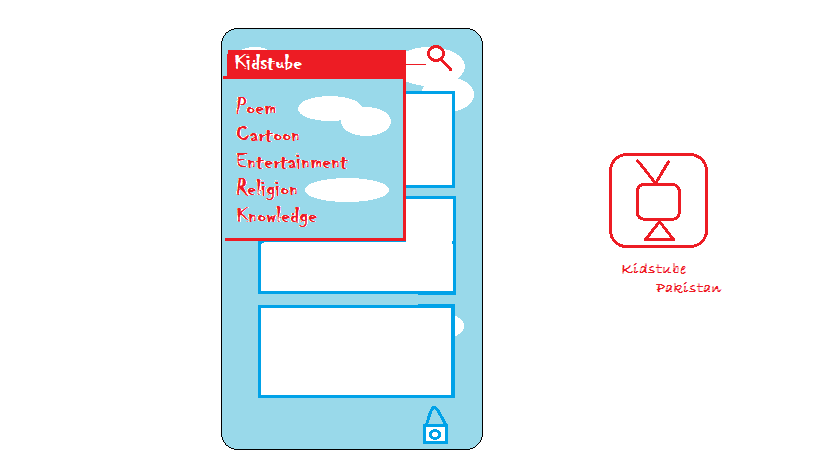 Kidstube
Poem
Cartoon
Entertainment
Religion
Knowledge
Kidstube
Pakistan